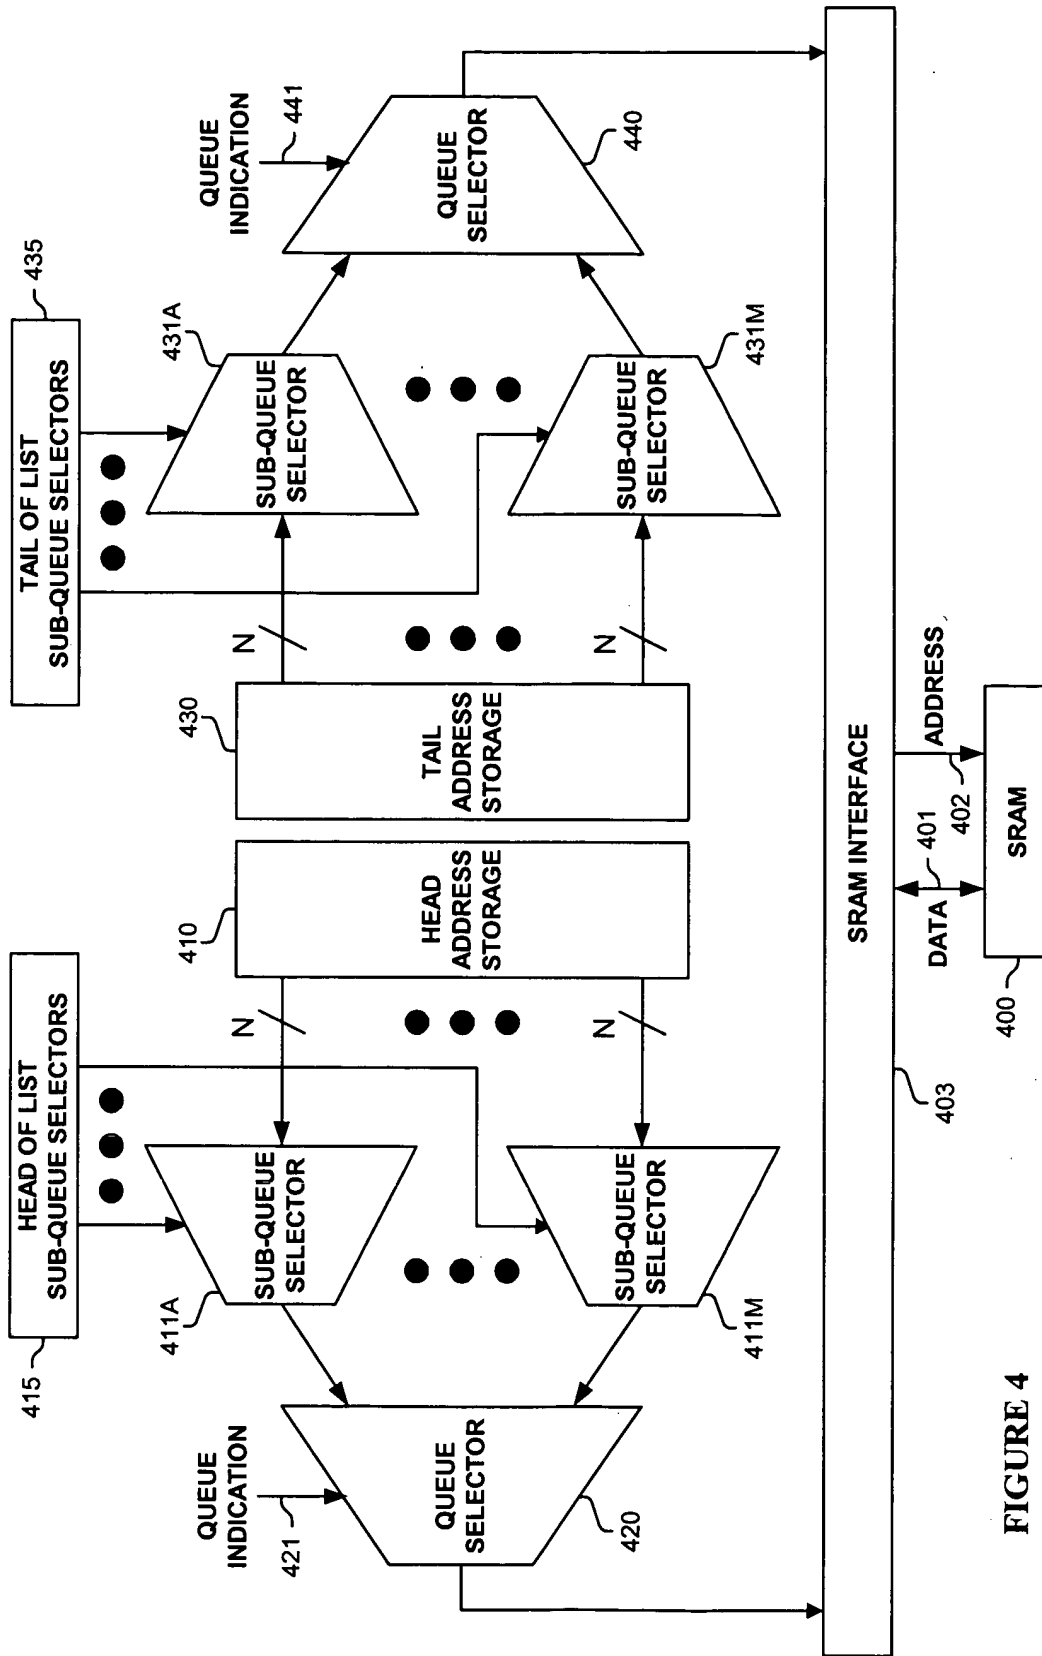 HEAD OF LIST
SUB-QUEUE SELECTORS
415
TAIL OF LIST
SUB-QUEUE SELECTORS
435
QUEUE
INDICATION
421
QUEUE
SELECTOR
420
411A
SUB-QUEUE
SELECTOR
SUB-QUEUE
SELECTOR
411M
N
N
410
HEAD
ADDRESS
STORAGE
430
TAIL
ADDRESS
STORAGE
N
N
431A
SUB-QUEUE
SELECTOR
SUB-QUEUE
SELECTOR
431M
QUEUE
INDICATION
441
QUEUE
SELECTOR
440
SRAM INTERFACE
403
DATA
401
402
ADDRESS
SRAM
400
FIGURE 4